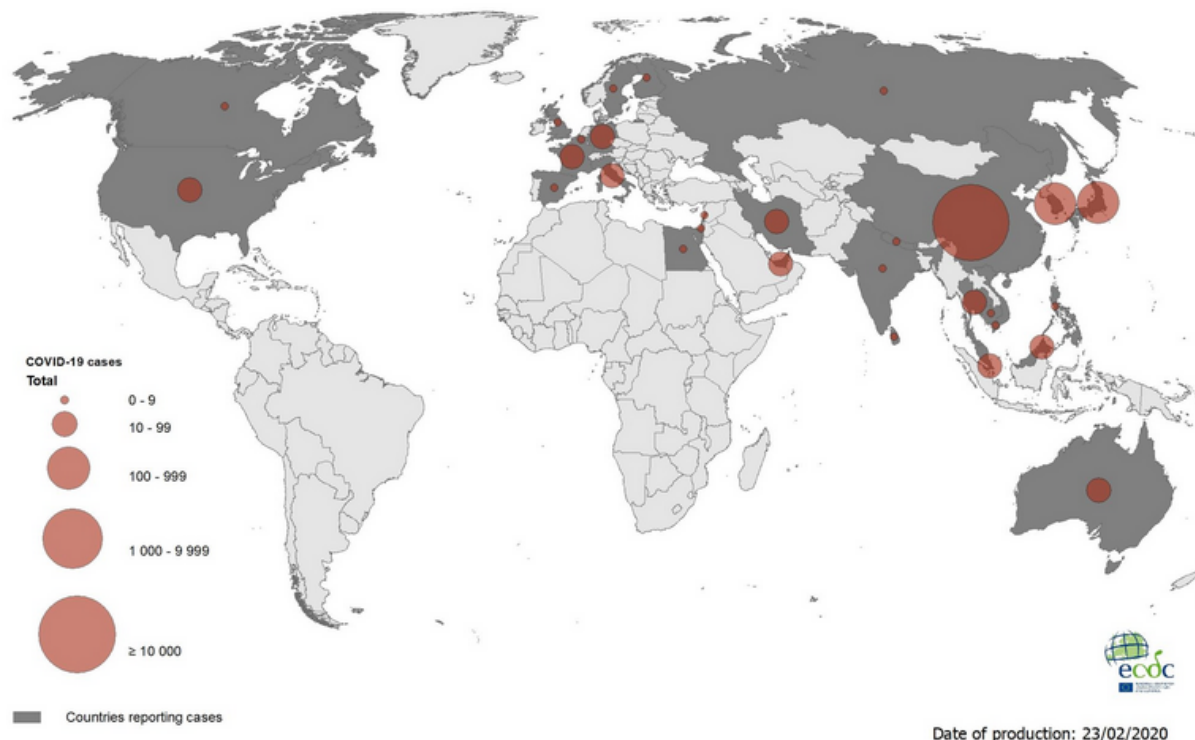 COVID-19 cases
Total
0 - 9
10 - 99
100 - 999
1 000 - 9 999
≥ 10 000
Countries reporting cases
ecdc
Date of production: 23/02/2020